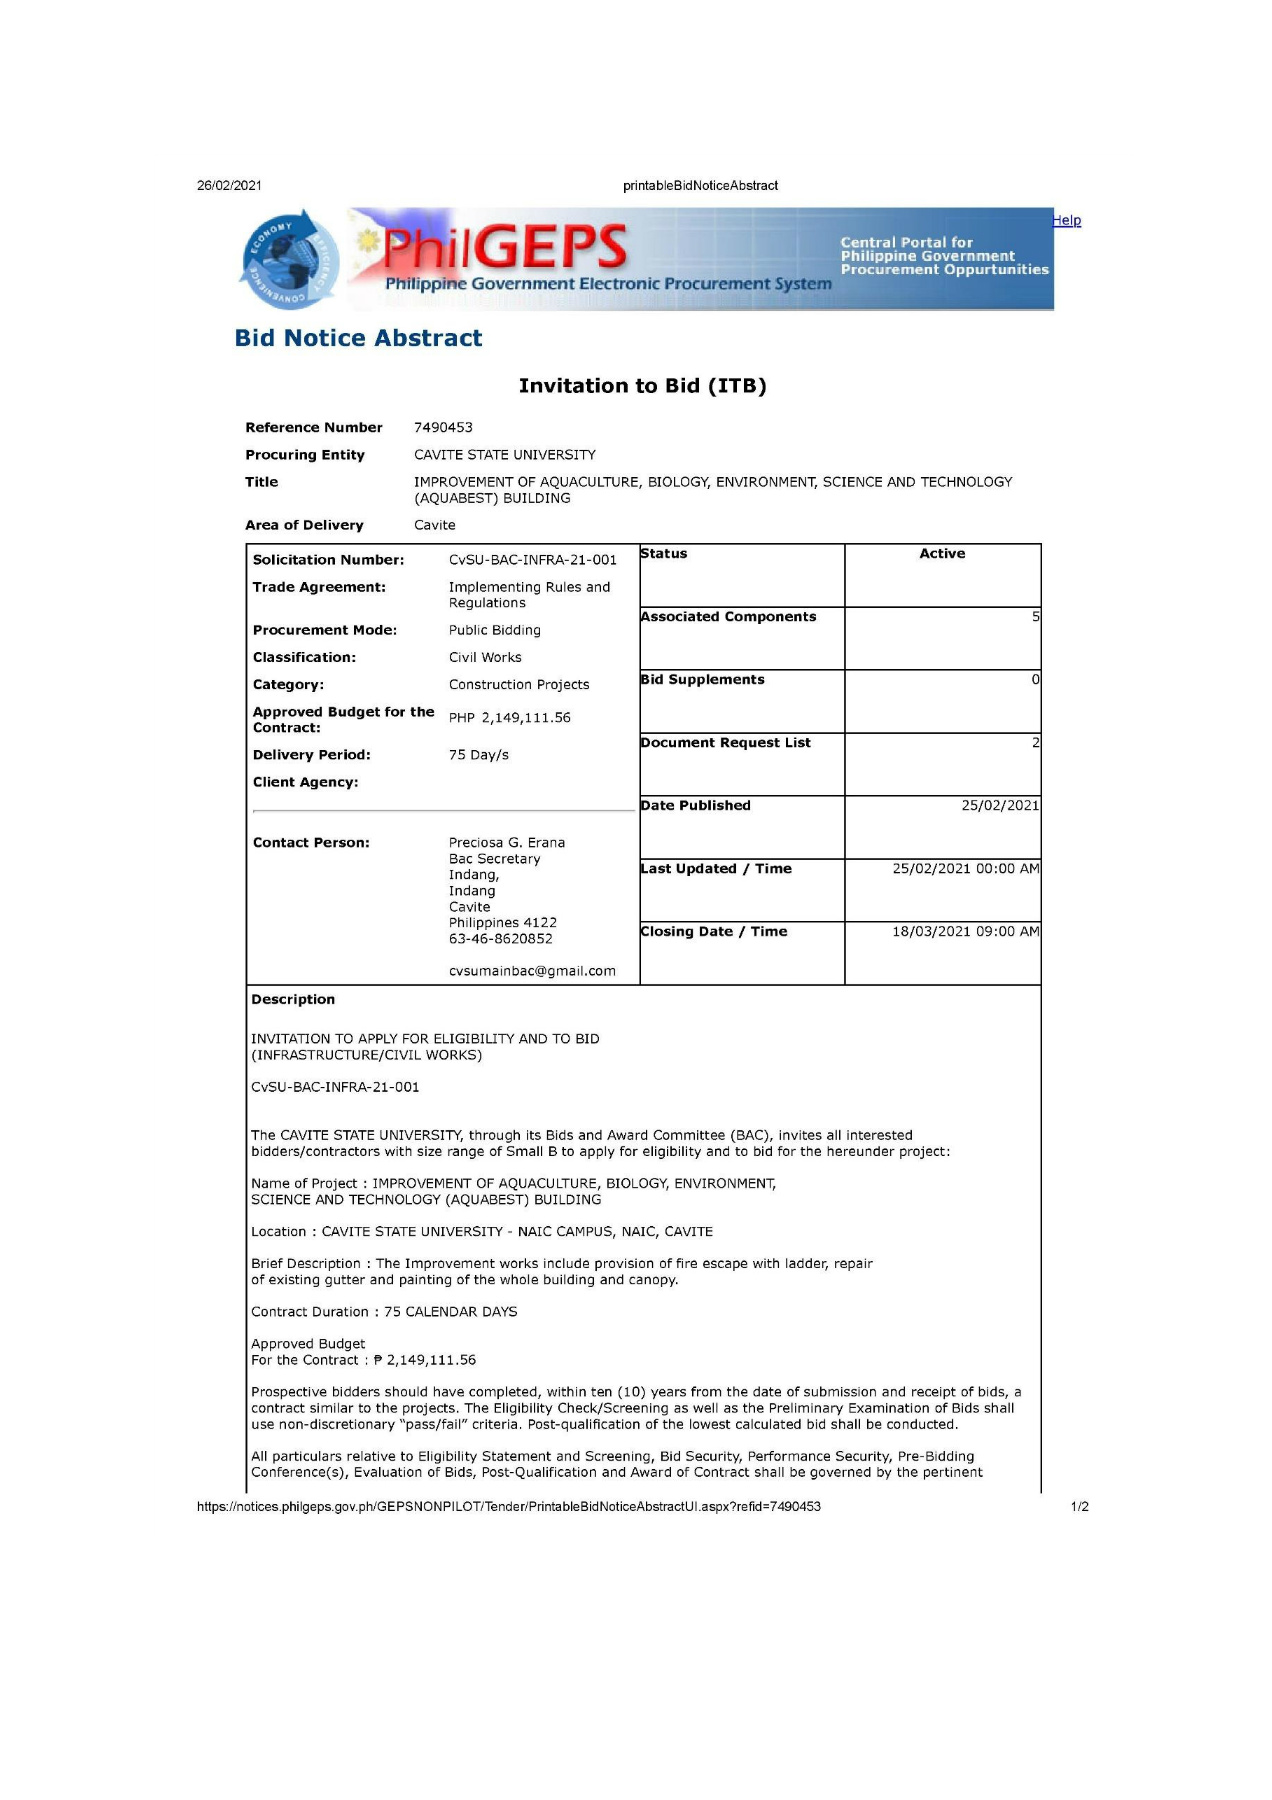 26/02/2021 printableBidNoticeAbstract
ECONOMY EFFICIENCY CONVENIENCE
PhilGEPS
Philippine Government Electronic Procurement System
Central Portal for
Philippine Government
Procurement Oppurtunities
Help
Bid Notice Abstract
Invitation to Bid (ITB)
Reference Number 7490453
Procuring Entity CAVITE STATE UNIVERSITY
Title IMPROVEMENT OF AQUACULTURE, BIOLOGY, ENVIRONMENT, SCIENCE AND TECHNOLOGY
(AQUABEST) BUILDING
Area of Delivery Cavite
Solicitation Number: CvSU-BAC-INFRA-21-001
Trade Agreement: Implementing Rules and
Regulations
Procurement Mode: Public Bidding
Classification: Civil Works
Category: Construction Projects
Approved Budget for the
Contract: PHP 2,149,111.56
Delivery Period: 75 Day/s
Client Agency:
Contact Person: Preciosa G. Erana
Bac Secretary
Indang,
Indang
Cavite
Philippines 4122
63-46-8620852
cvsumainbac@gmail.com
Status Active
Associated Components 5
Bid Supplements 0
Document Request List 2
Date Published 25/02/2021
Last Updated / Time 25/02/2021 00:00 AM
Closing Date / Time 18/03/2021 09:00 AM
Description
INVITATION TO APPLY FOR ELIGIBILITY AND TO BID
(INFRASTRUCTURE/CIVIL WORKS)
CvSU-BAC-INFRA-21-001
The CAVITE STATE UNIVERSITY, through its Bids and Award Committee (BAC), invites all interested
bidders/contractors with size range of Small B to apply for eligibility and to bid for the hereunder project:
Name of Project : IMPROVEMENT OF AQUACULTURE, BIOLOGY, ENVIRONMENT,
SCIENCE AND TECHNOLOGY (AQUABEST) BUILDING
Location : CAVITE STATE UNIVERSITY - NAIC CAMPUS, NAIC, CAVITE
Brief Description : The Improvement works include provision of fire escape with ladder, repair
of existing gutter and painting of the whole building and canopy.
Contract Duration : 75 CALENDAR DAYS
Approved Budget
For the Contract : ₱ 2,149,111.56
Prospective bidders should have completed, within ten (10) years from the date of submission and receipt of bids, a
contract similar to the projects. The Eligibility Check/Screening as well as the Preliminary Examination of Bids shall
use non-discretionary “pass/fail” criteria. Post-qualification of the lowest calculated bid shall be conducted.
All particulars relative to Eligibility Statement and Screening, Bid Security, Performance Security, Pre-Bidding
Conference(s), Evaluation of Bids, Post-Qualification and Award of Contract shall be governed by the pertinent
https://notices.philgeps.gov.ph/GEPSNONPILOT/Tender/PrintableBidNoticeAbstractUI.aspx?refid=7490453 1/2